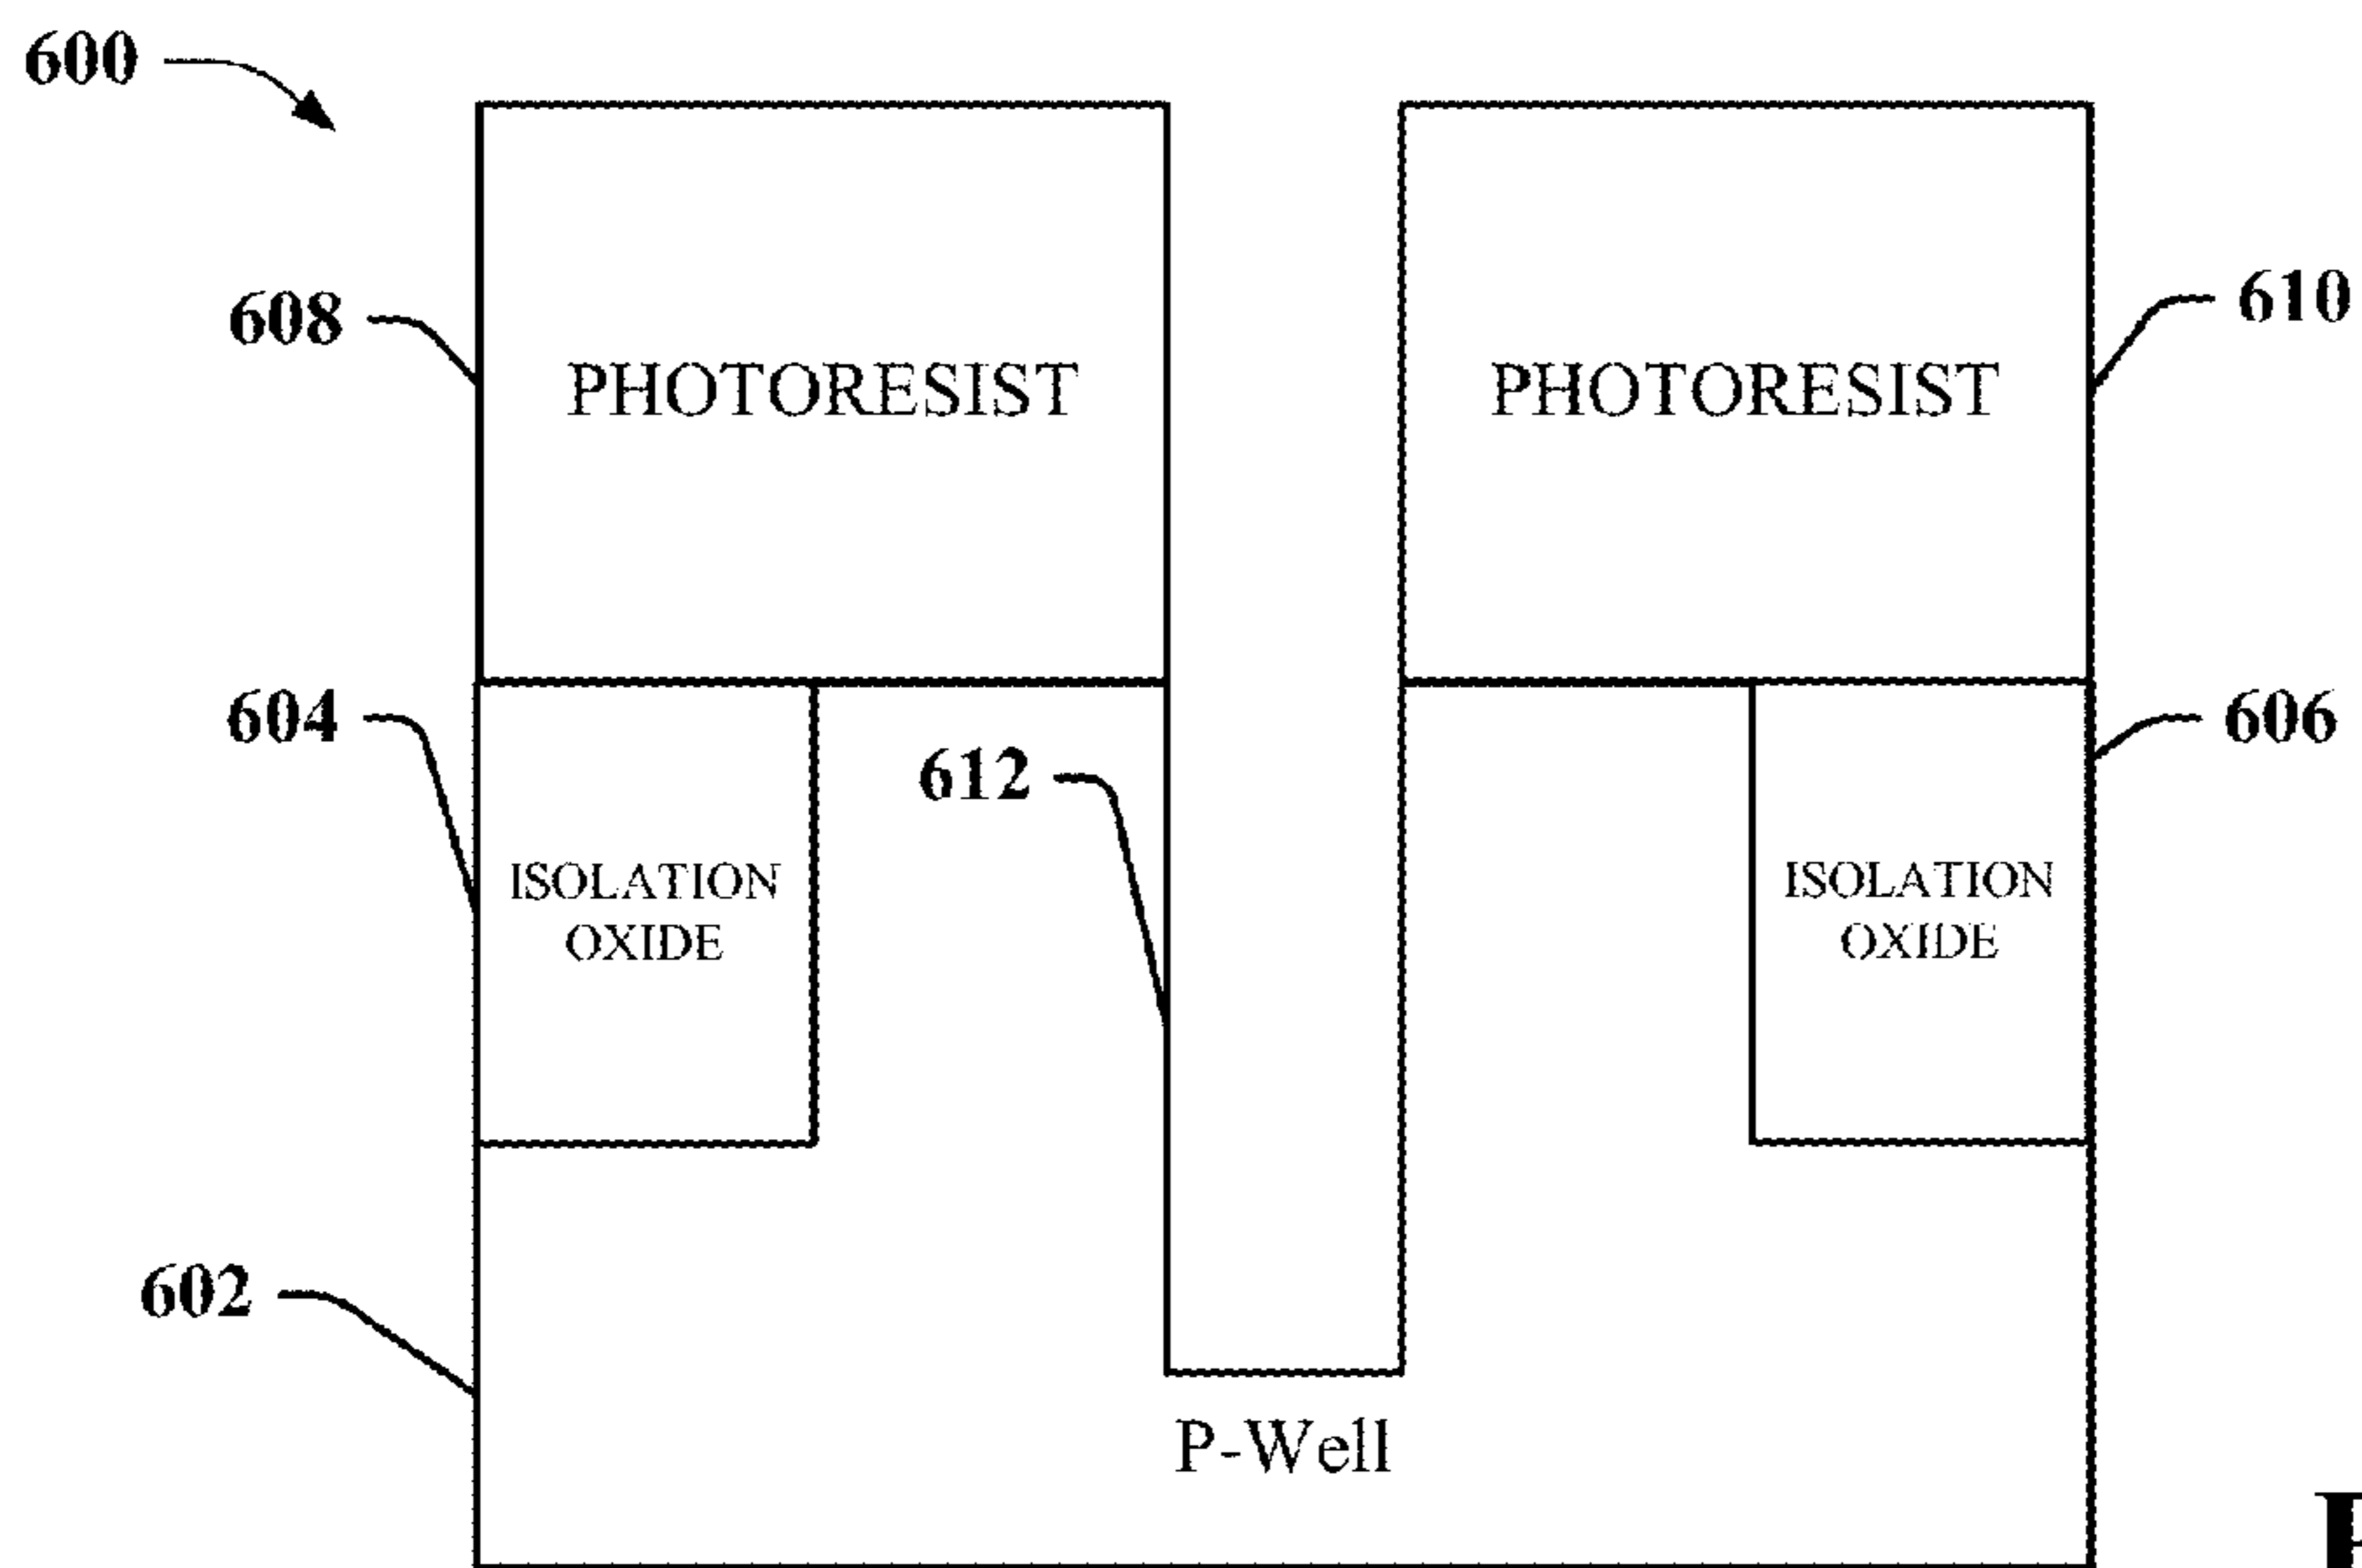 600
608
PHOTORESIST
PHOTORESIST
610
604
612
606
ISOLATION
OXIDE
ISOLATION
OXIDE
602
P-Well